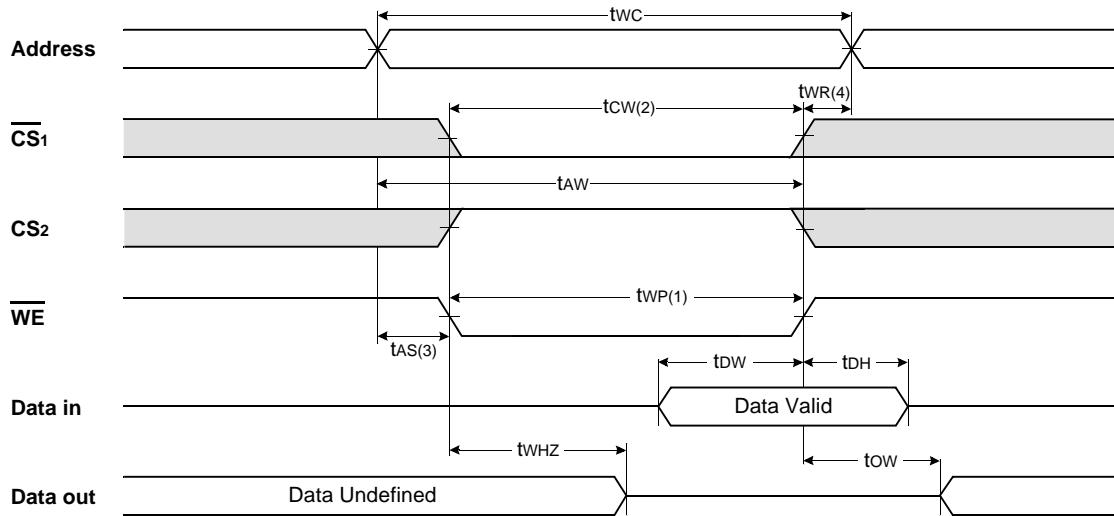 tWC
Address
tCW(2)
tWR(4)
CS1
tAW
CS2
tWP(1)
WE
tAS(3)
tDW
tDH
Data in
Data Valid
tWHZ
tOW
Data out
Data Undefined